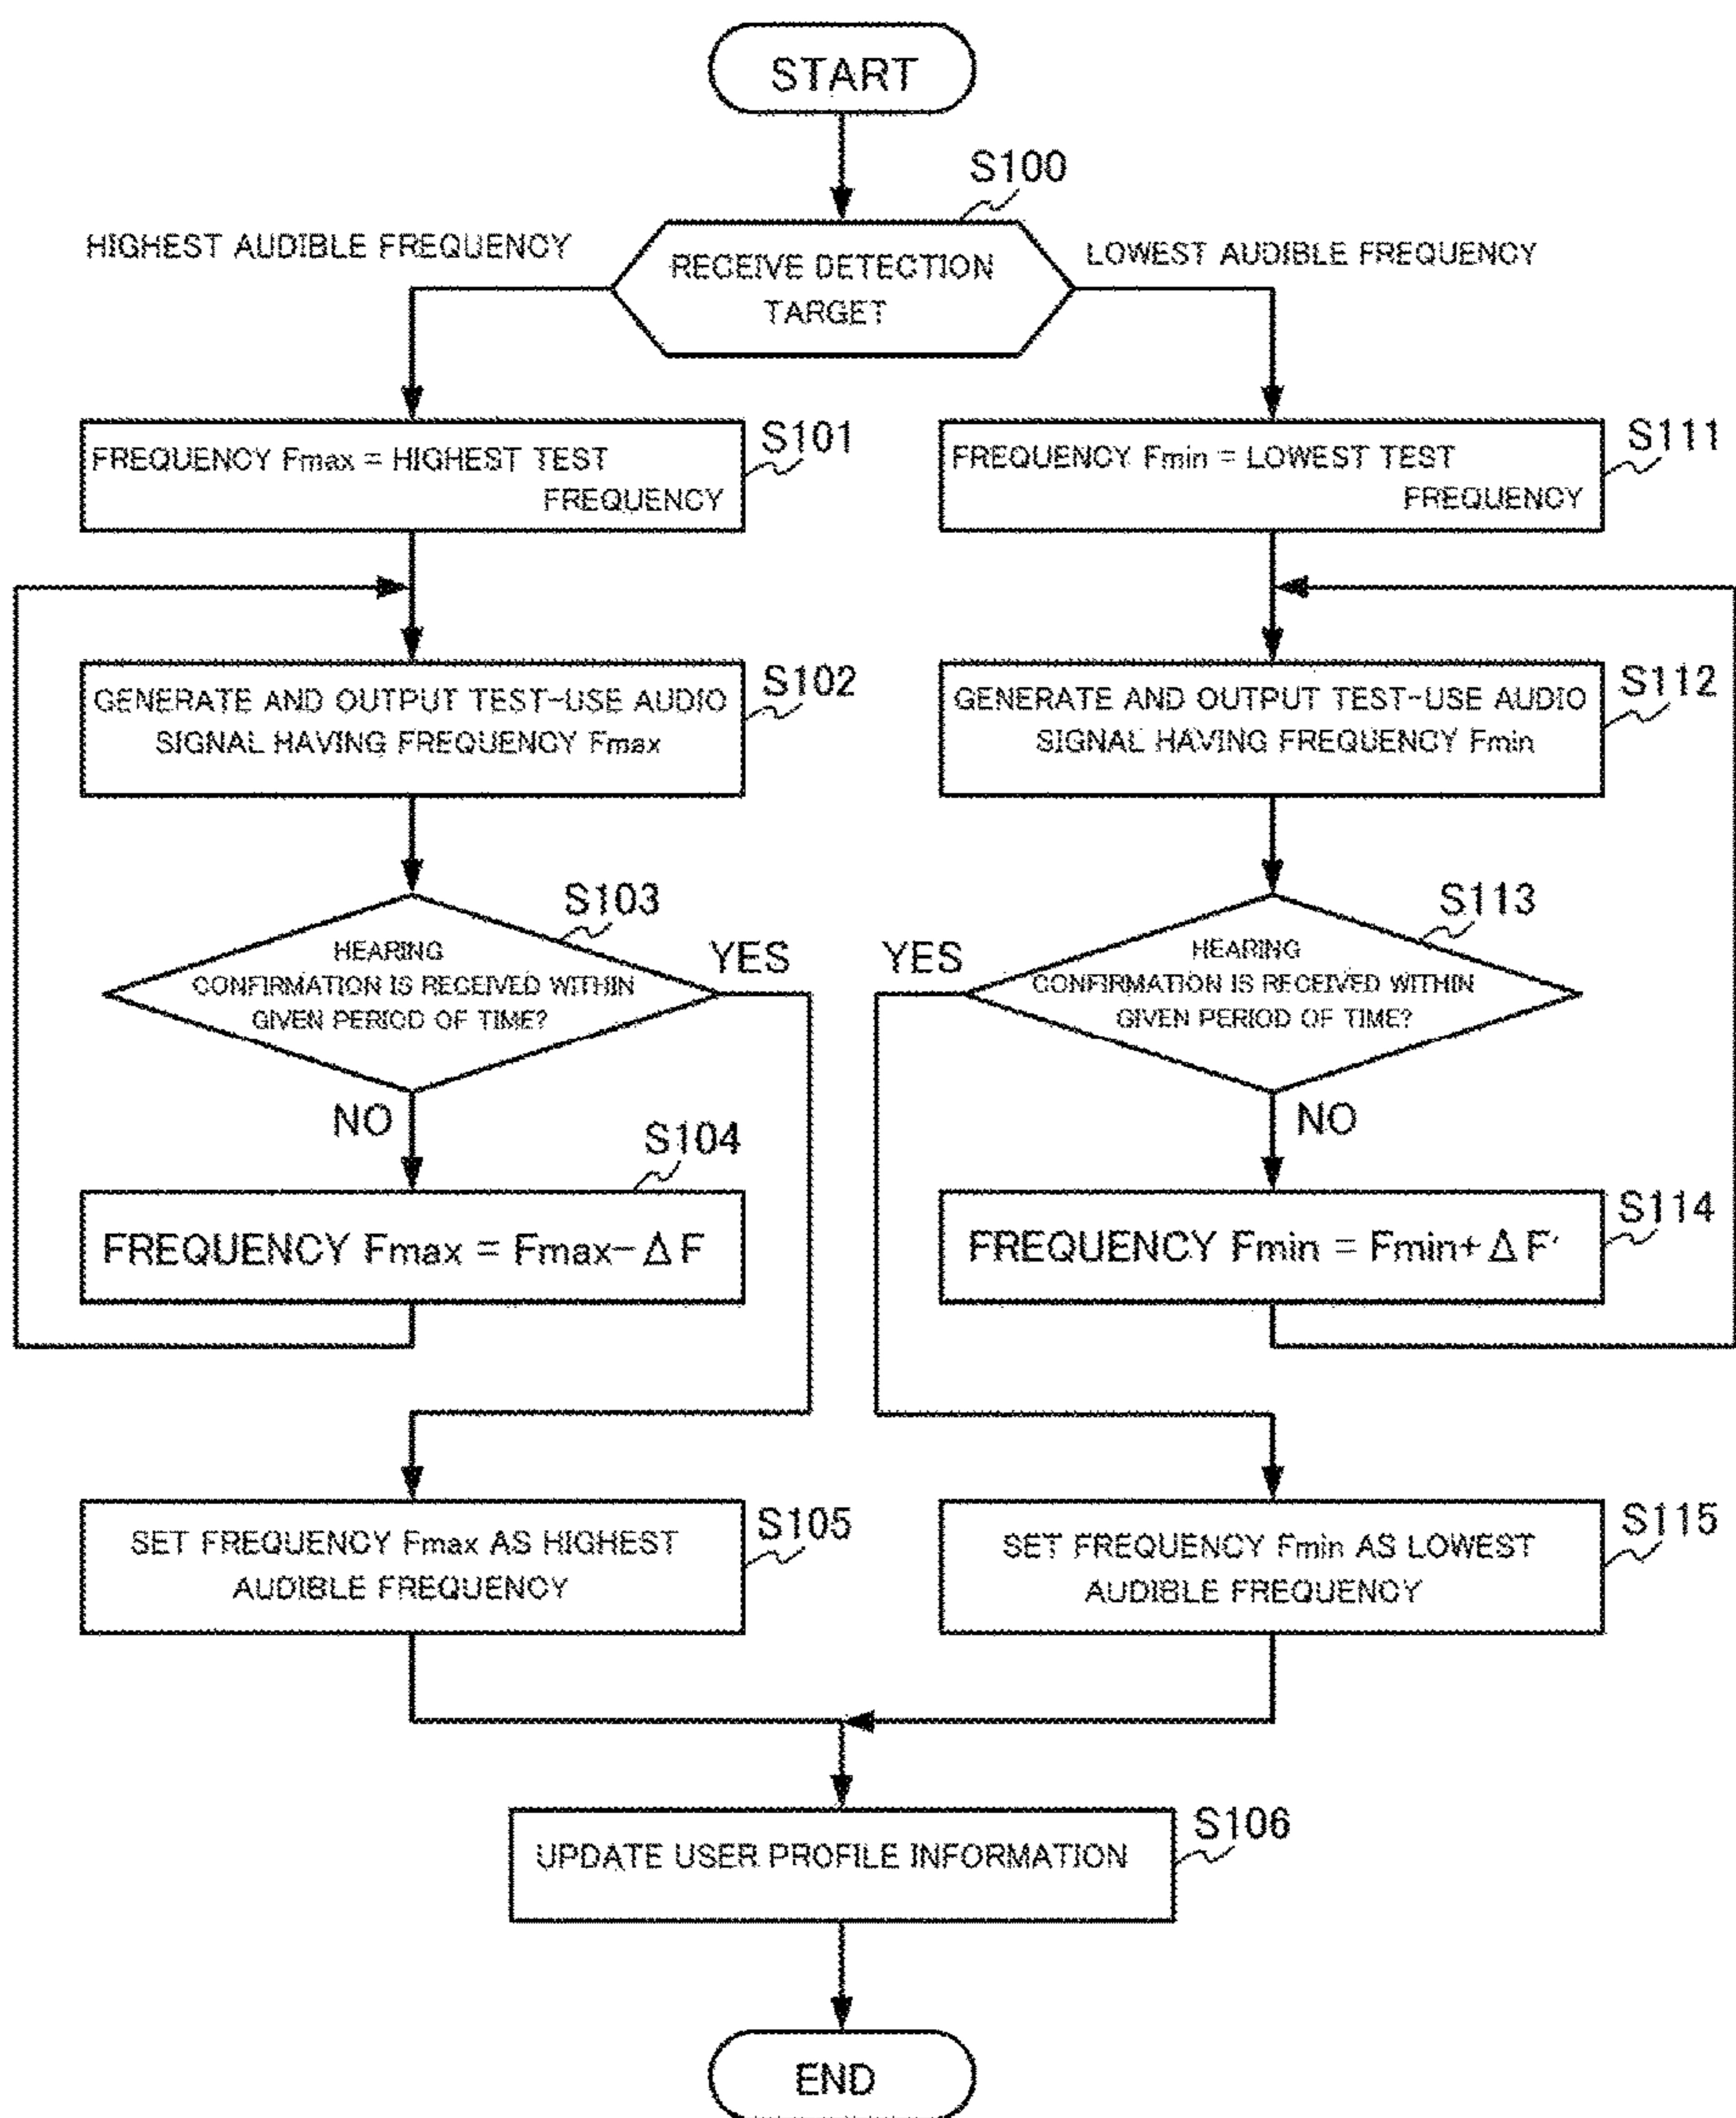 START
S100
HIGHEST AUDIBLE FREQUENCY
RECEIVE DETECTION
TARGET
LOWEST AUDIBLE FREQUENCY
S101
FREQUENCY Fmax = HIGHEST TEST
FREQUENCY
S111
FREQUENCY Fmin = LOWEST TEST
FREQUENCY
S102
GENERATE AND OUTPUT TEST-USE AUDIO
SIGNAL HAVING FREQUENCY Fmax
S112
GENERATE AND OUTPUT TEST-USE AUDIO
SIGNAL HAVING FREQUENCY Fmin
S103
HEARING
CONFIRMATION IS RECEIVED WITHIN
GIVEN PERIOD OF TIME?
YES
NO
S113
HEARING
CONFIRMATION IS RECEIVED WITHIN
GIVEN PERIOD OF TIME?
YES
NO
S104
FREQUENCY Fmax = Fmax-ΔF
S114
FREQUENCY Fmin = Fmin+ΔF'
S105
SET FREQUENCY Fmax AS HIGHEST
AUDIBLE FREQUENCY
S115
SET FREQUENCY Fmin AS LOWEST
AUDIBLE FREQUENCY
S106
UPDATE USER PROFILE INFORMATION
END